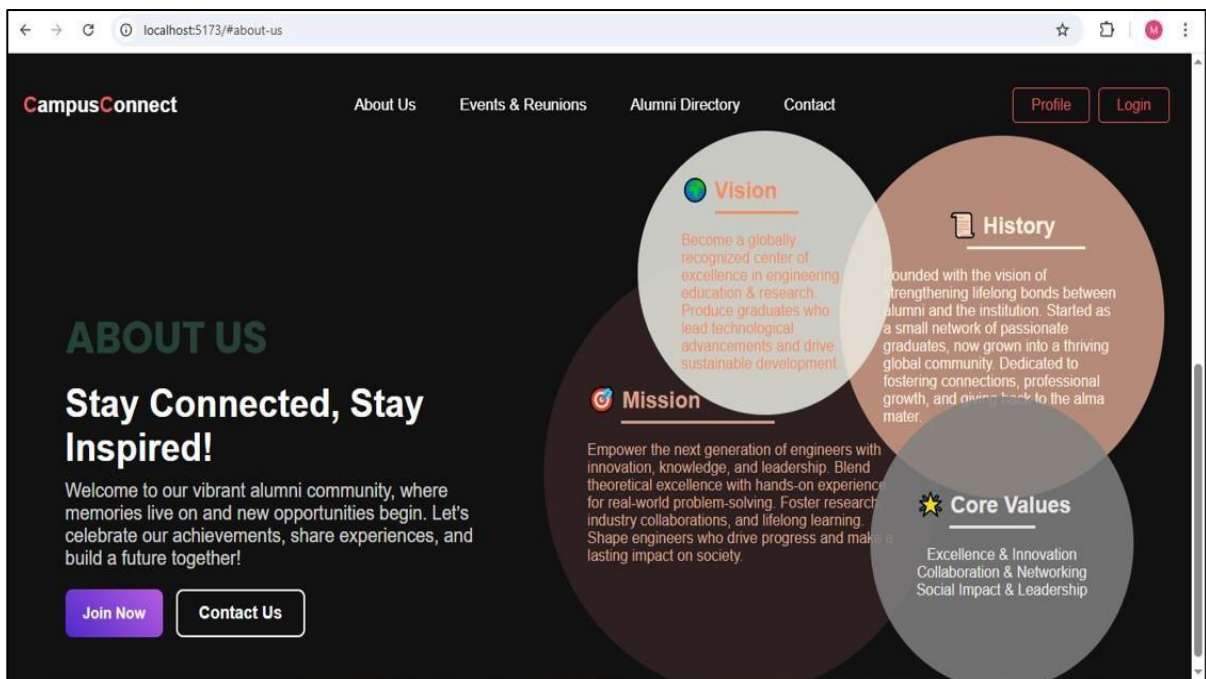 localhost:5173/#about-us
M
CampusConnect
About Us
Events & Reunions
Alumni Directory
Contact
Profile
Login
ABOUT US
Stay Connected, Stay
Inspired!
Welcome to our vibrant alumni community, where
memories live on and new opportunities begin. Let's
celebrate our achievements, share experiences, and
build a future together!
Join Now
Contact Us
🌍 Vision
Become a globally
recognized center of
excellence in engineering
education & research.
Produce graduates who
lead technological
advancements and drive
sustainable development.
📜 History
Founded with the vision of
strengthening lifelong bonds between
alumni and the institution. Started as
a small network of passionate
graduates, now grown into a thriving
global community. Dedicated to
fostering connections, professional
growth, and giving back to the alma
mater.
🎯 Mission
Empower the next generation of engineers with
innovation, knowledge, and leadership. Blend
theoretical excellence with hands-on experience
for real-world problem-solving. Foster research,
industry collaborations, and lifelong learning.
Shape engineers who drive progress and make a
lasting impact on society.
🌟 Core Values
Excellence & Innovation
Collaboration & Networking
Social Impact & Leadership